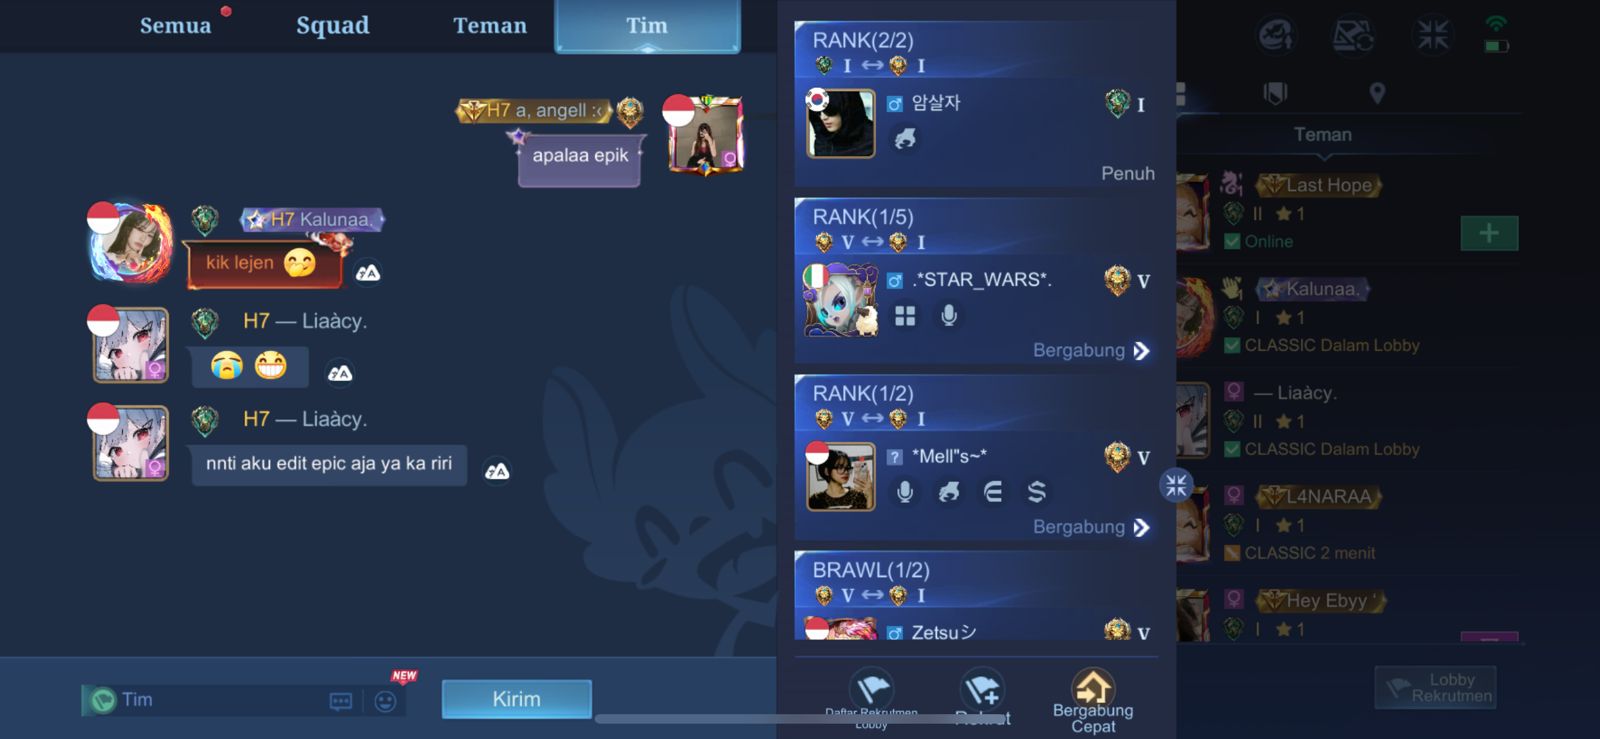 Semua
Squad
Teman
Tim
H7 a, angell :
apalaa epik
H7 Kalunaa.
kik lejen 🤭
H7 — Liaàcy.
😭 😁
H7 — Liaàcy.
nnti aku edit epic aja ya ka riri
Tim
NEW
Kirim
RANK(2/2)
I ↔ I
암살자
I
Penuh
RANK(1/5)
V ↔ I
.*STAR_WARS*.
V
Bergabung
RANK(1/2)
V ↔ I
? *Mell"s~*
V
Bergabung
BRAWL(1/2)
V ↔ I
Zetsuシ
V
Daftar Rekrutmen
Lobby
Rekrut
Bergabung
Cepat
Teman
Last Hope
II ★1
Online
Kalunaa.
I ★1
CLASSIC Dalam Lobby
— Liaàcy.
II ★1
CLASSIC Dalam Lobby
L4NARAA
I ★1
CLASSIC 2 menit
Hey Ebyy '
I ★1
Lobby
Rekrutmen